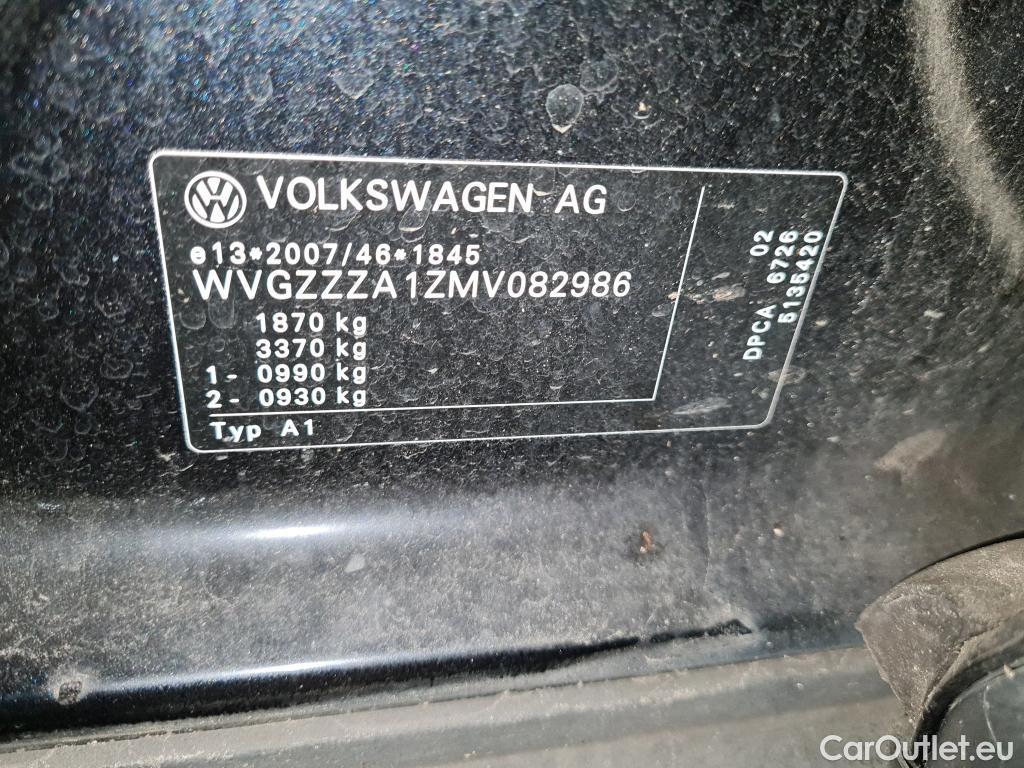 VOLKSWAGEN AG
e13*2007/46*1845
WVGZZZA1ZMV082986
1870 kg
3370 kg
1- 0990 kg
2- 0930 kg
Typ A1
02
DPCA 6726
5135420
CarOutlet.eu